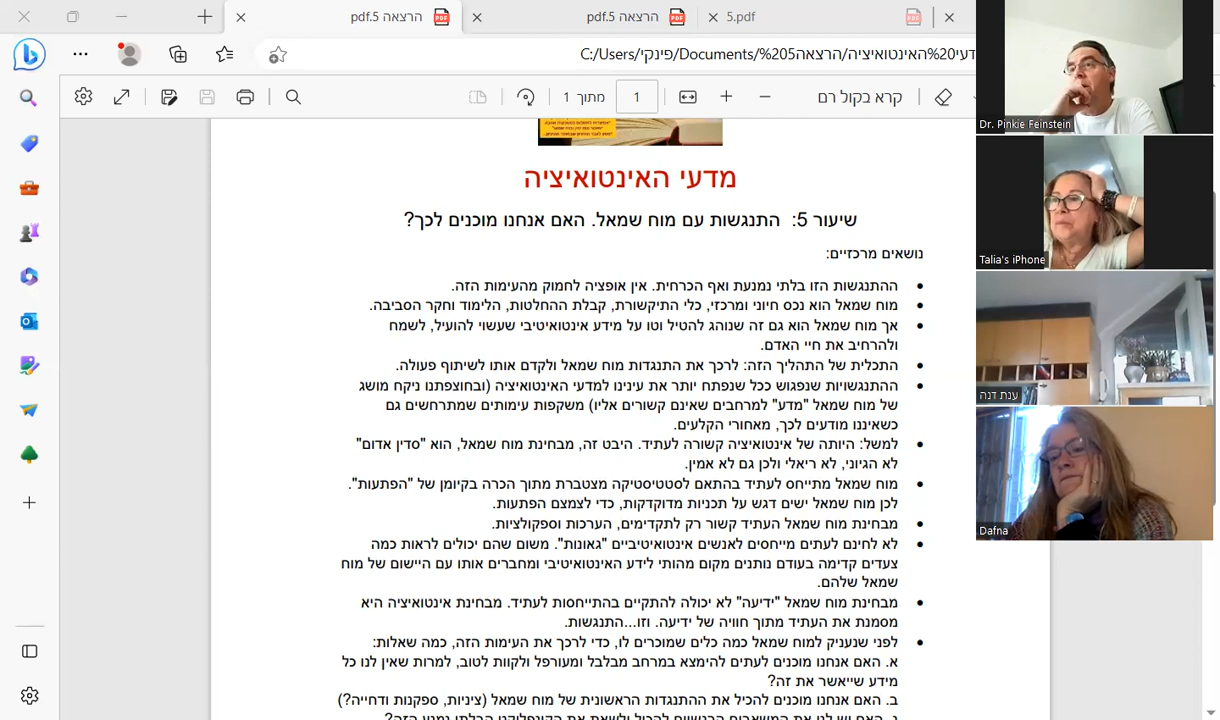 הרצאה 5.pdf
הרצאה 5.pdf
5.pdf
C:/Users/פינקי/Documents/%205הרצאה/דעי%20האינטואיציה
קרא בקול רם
1
מתוך 1
מדעי האינטואיציה
שיעור 5: התנגשות עם מוח שמאל. האם אנחנו מוכנים לכך?
נושאים מרכזיים:
● ההתנגשות הזו בלתי נמנעת ואף הכרחית. אין אופציה לחמוק מהעימות הזה.
● מוח שמאל הוא נכס חיוני ומרכזי, כלי התיקשורת, קבלת ההחלטות, הלימוד וחקר הסביבה.
● אך מוח שמאל הוא גם זה שנוהג להטיל וטו על מידע אינטואיטיבי שעשוי להועיל, לשמח
ולהרחיב את חיי האדם.
● התכלית של התהליך הזה: לרכך את התנגדות מוח שמאל ולקדם אותו לשיתוף פעולה.
● ההתנגשויות שנפגוש ככל שנפתח יותר את עינינו למדעי האינטואיציה (ובחוצפתנו ניקח מושג
של מוח שמאל "מדע" למרחבים שאינם קשורים אליו) משקפות עימותים שמתרחשים גם
כשאיננו מודעים לכך, מאחורי הקלעים.
● למשל: היותה של אינטואיציה קשורה לעתיד. היבט זה, מבחינת מוח שמאל, הוא "סדין אדום"
לא הגיוני, לא ריאלי ולכן גם לא אמין.
● מוח שמאל מתייחס לעתיד בהתאם לסטטיסטיקה מצטברת מתוך הכרה בקיומן של "הפתעות".
לכן מוח שמאל ישים דגש על תכניות מדוקדקות, כדי לצמצם הפתעות.
● מבחינת מוח שמאל העתיד קשור רק לתקדימים, הערכות וספקולציות.
● לא לחינם לעתים מייחסים לאנשים אינטואיטיביים "גאונות". משום שהם יכולים לראות כמה
צעדים קדימה בעודם נותנים מקום מהותי לידע האינטואיטיבי ומחברים אותו עם היישום של מוח
שמאל שלהם.
● מבחינת מוח שמאל "ידיעה" לא יכולה להתקיים בהתייחסות לעתיד. מבחינת אינטואיציה היא
מסמנת את העתיד מתוך חוויה של ידיעה. וזו...התנגשות.
● לפני שנעניק למוח שמאל כמה כלים שמוכרים לו, כדי לרכך את העימות הזה, כמה שאלות:
א. האם אנחנו מוכנים לעתים להימצא במרחב מבלבל ומעורפל ולקוות לטוב, למרות שאין לנו כל
מידע שייאשר את זה?
ב. האם אנחנו מוכנים להכיל את ההתנגדות הראשונית של מוח שמאל (ציניות, ספקנות ודחייה?)
Dr. Pinkie Feinstein
Talia's iPhone
ענת דנה
Dafna